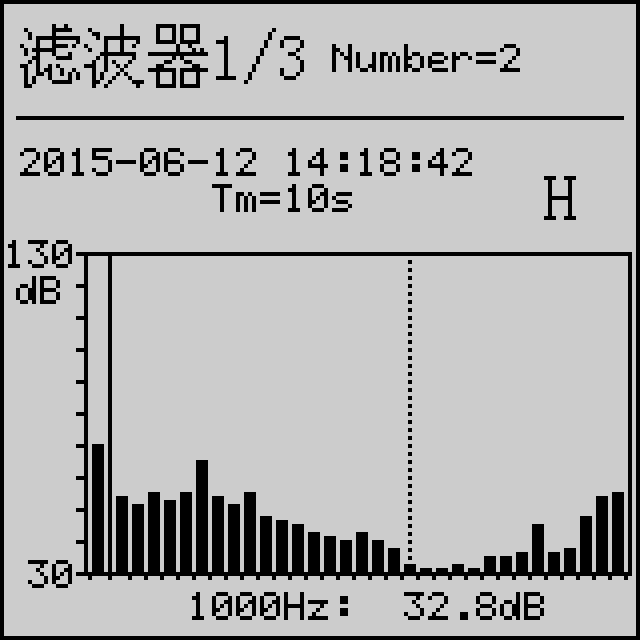 滤波器1/3 Number=2
2015-06-12 14:18:42
Tm=10s H
130
dB
30
1000Hz: 32.8dB